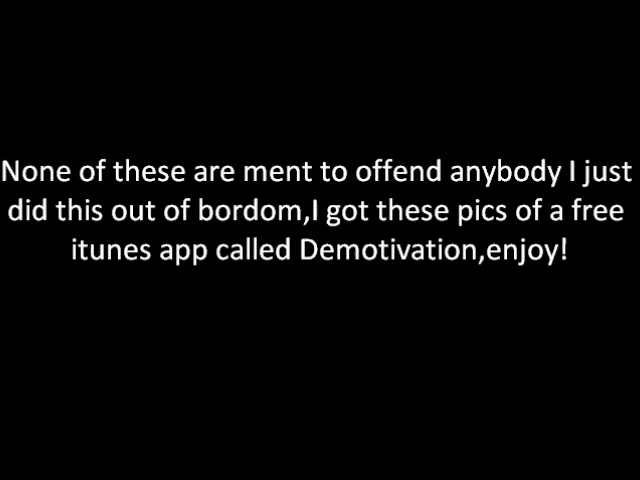 None of these are ment to offend anybody I just
did this out of bordom,I got these pics of a free
itunes app called Demotivation,enjoy!